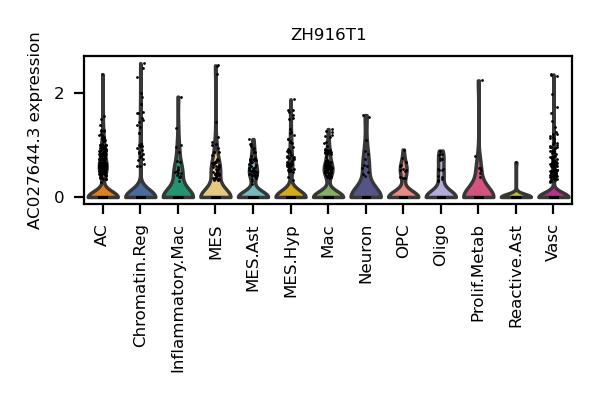 ZH916T1
AC027644.3 expression
2
0
AC
Chromatin.Reg
Inflammatory.Mac
MES
MES.Ast
MES.Hyp
Mac
Neuron
OPC
Oligo
Prolif.Metab
Reactive.Ast
Vasc